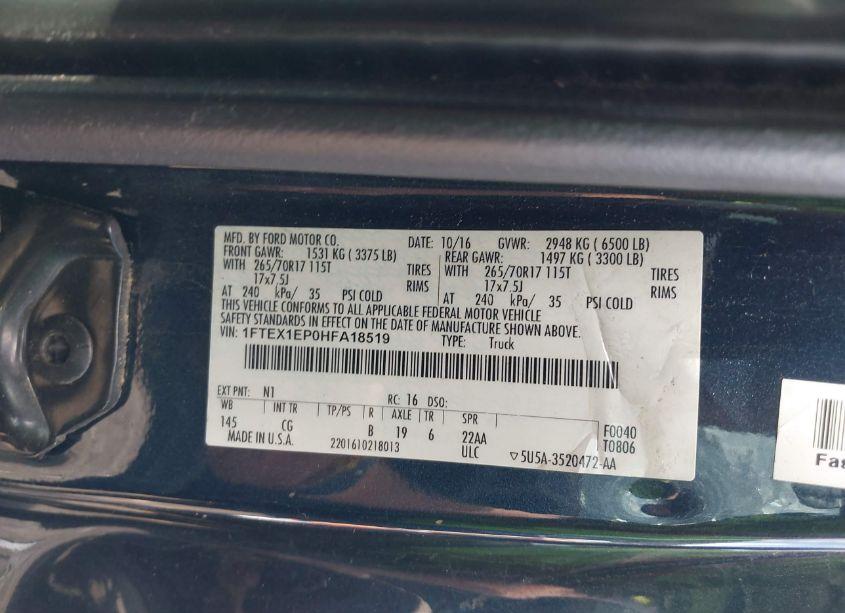 MFD. BY FORD MOTOR CO. DATE: 10/16 GVWR: 2948 KG ( 6500 LB)
FRONT GAWR: 1531 KG ( 3375 LB) REAR GAWR: 1497 KG ( 3300 LB)
WITH 265/70R17 115T TIRES WITH 265/70R17 115T TIRES
17x7.5J RIMS 17x7.5J RIMS
AT 240 kPa/ 35 PSI COLD AT 240 kPa/ 35 PSI COLD
THIS VEHICLE CONFORMS TO ALL APPLICABLE FEDERAL MOTOR VEHICLE
SAFETY STANDARDS IN EFFECT ON THE DATE OF MANUFACTURE SHOWN ABOVE.
VIN: 1FTEX1EP0HFA18519 TYPE: Truck
EXT PNT: N1 RC: 16 DSO:
WB INT TR TP/PS R AXLE TR SPR
145 CG B 19 6 22AA F0040
MADE IN U.S.A. 2201610218013 ULC T0806
▽5U5A-3520472-AA